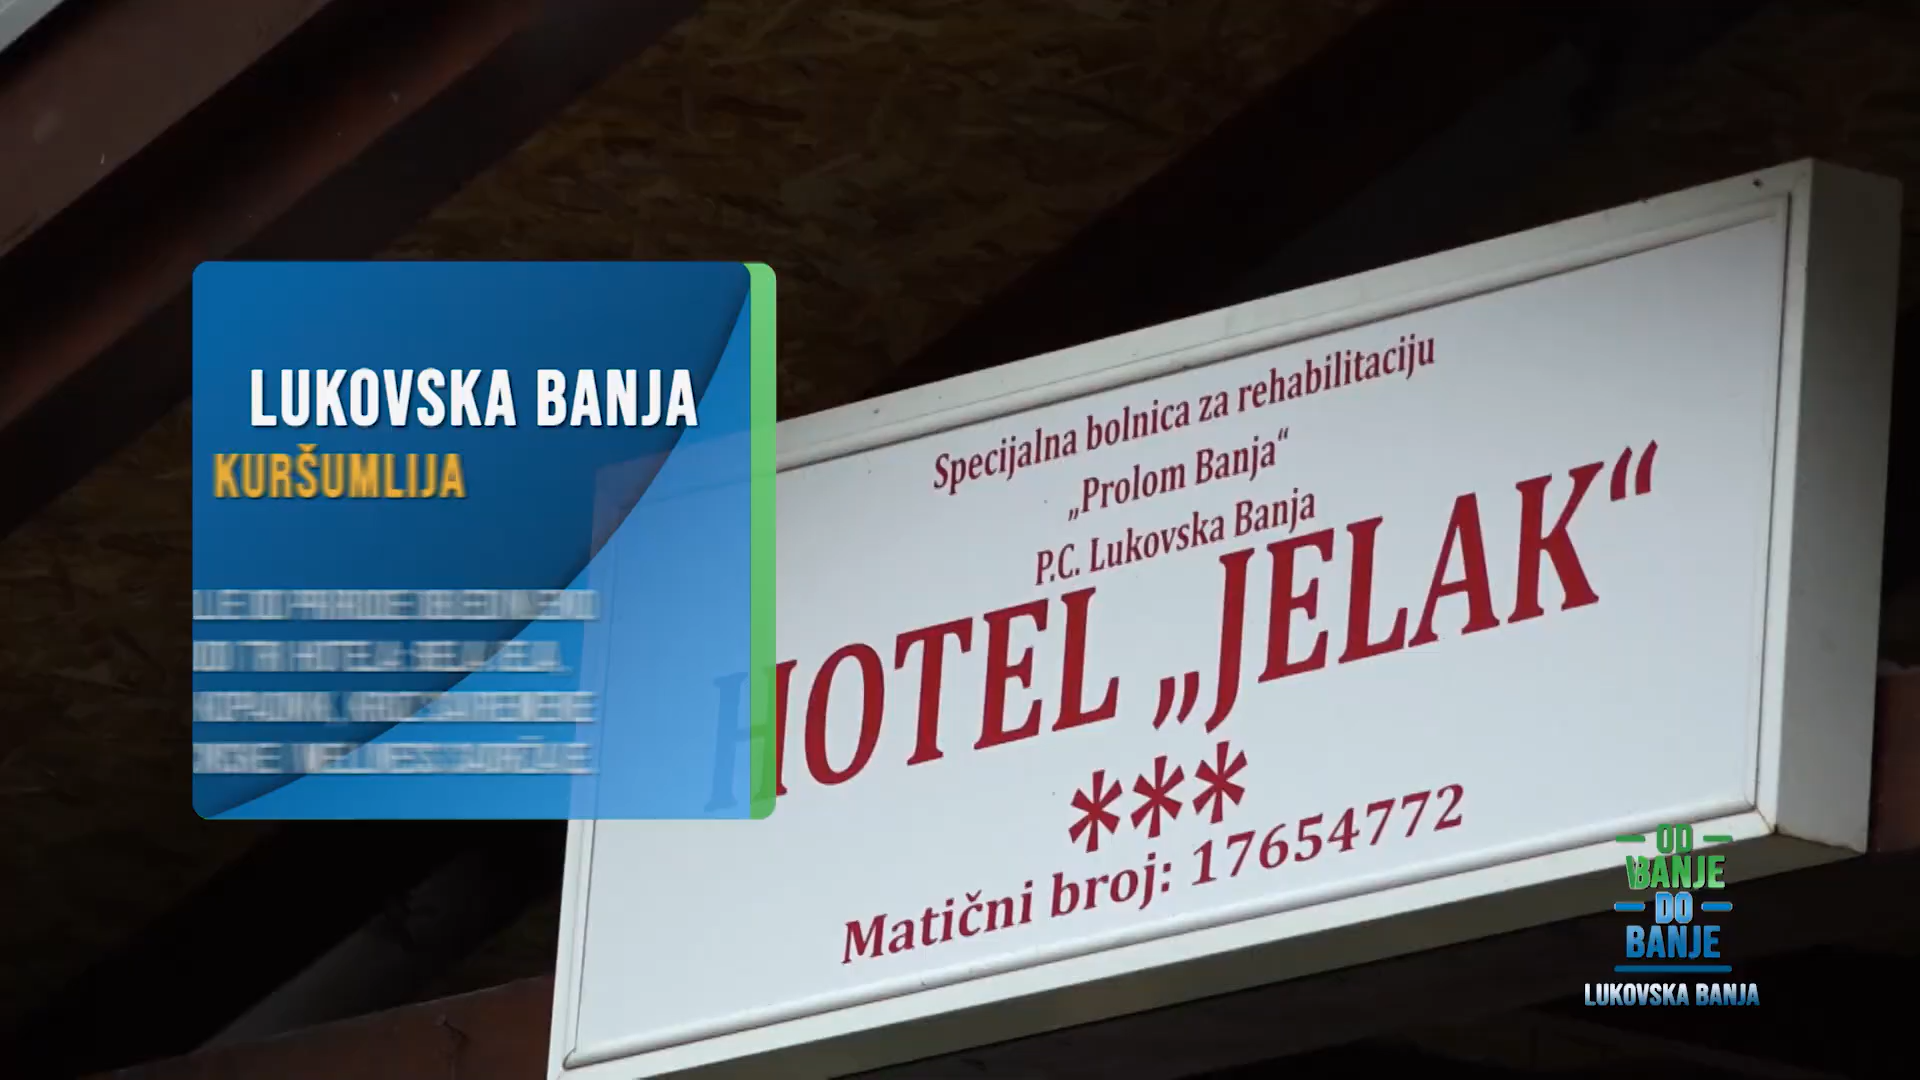 LUKOVSKA BANJA
KURŠUMLIJA
Specijalna bolnica za rehabilitaciju
„Prolom Banja“
P.C. Lukovska Banja
HOTEL „JELAK“
***
Matični broj: 17654772
OD
BANJE
DO
BANJE
LUKOVSKA BANJA